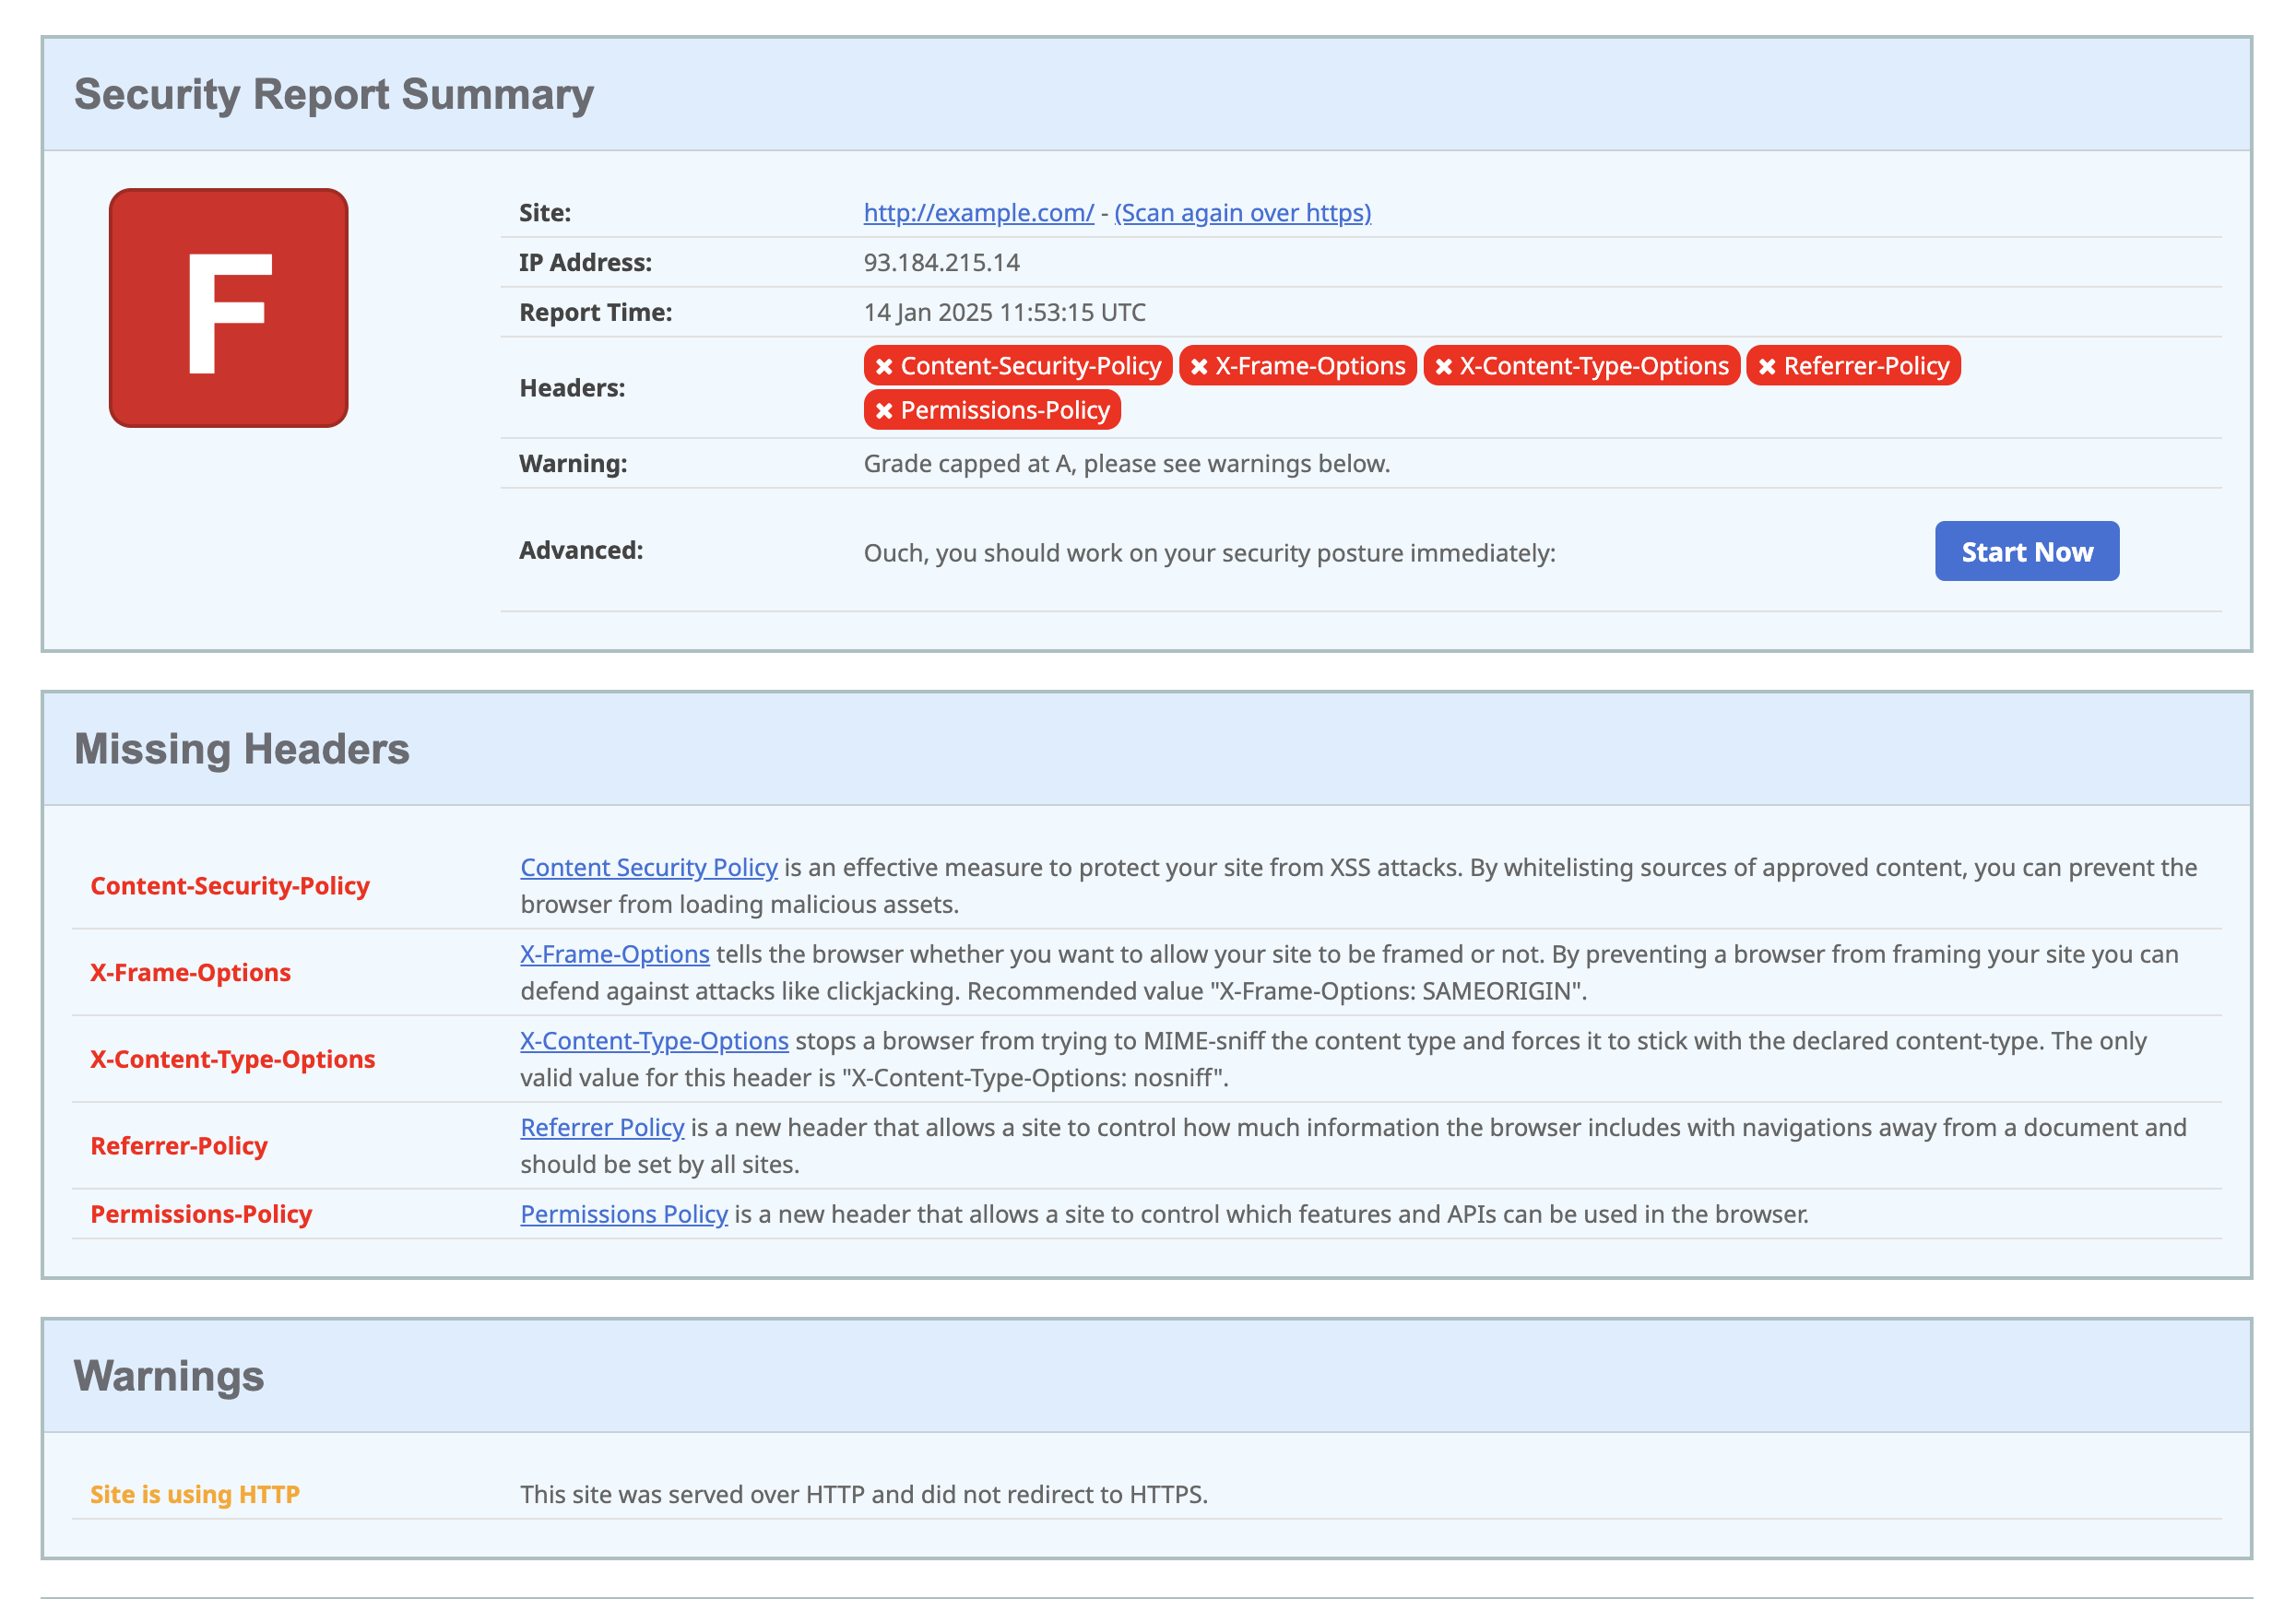 Security Report Summary
F
Site: http://example.com/ - (Scan again over https)
IP Address: 93.184.215.14
Report Time: 14 Jan 2025 11:53:15 UTC
Headers: ✖ Content-Security-Policy ✖ X-Frame-Options ✖ X-Content-Type-Options ✖ Referrer-Policy
✖ Permissions-Policy
Warning: Grade capped at A, please see warnings below.
Advanced: Ouch, you should work on your security posture immediately: Start Now
Missing Headers
Content-Security-Policy
Content Security Policy is an effective measure to protect your site from XSS attacks. By whitelisting sources of approved content, you can prevent the
browser from loading malicious assets.
X-Frame-Options
X-Frame-Options tells the browser whether you want to allow your site to be framed or not. By preventing a browser from framing your site you can
defend against attacks like clickjacking. Recommended value "X-Frame-Options: SAMEORIGIN".
X-Content-Type-Options
X-Content-Type-Options stops a browser from trying to MIME-sniff the content type and forces it to stick with the declared content-type. The only
valid value for this header is "X-Content-Type-Options: nosniff".
Referrer-Policy
Referrer Policy is a new header that allows a site to control how much information the browser includes with navigations away from a document and
should be set by all sites.
Permissions-Policy
Permissions Policy is a new header that allows a site to control which features and APIs can be used in the browser.
Warnings
Site is using HTTP
This site was served over HTTP and did not redirect to HTTPS.